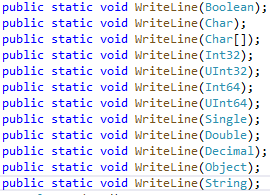 public static void WriteLine(Boolean);
public static void WriteLine(Char);
public static void WriteLine(Char[]);
public static void WriteLine(Int32);
public static void WriteLine(UInt32);
public static void WriteLine(Int64);
public static void WriteLine(UInt64);
public static void WriteLine(Single);
public static void WriteLine(Double);
public static void WriteLine(Decimal);
public static void WriteLine(Object);
public static void WriteLine(String);